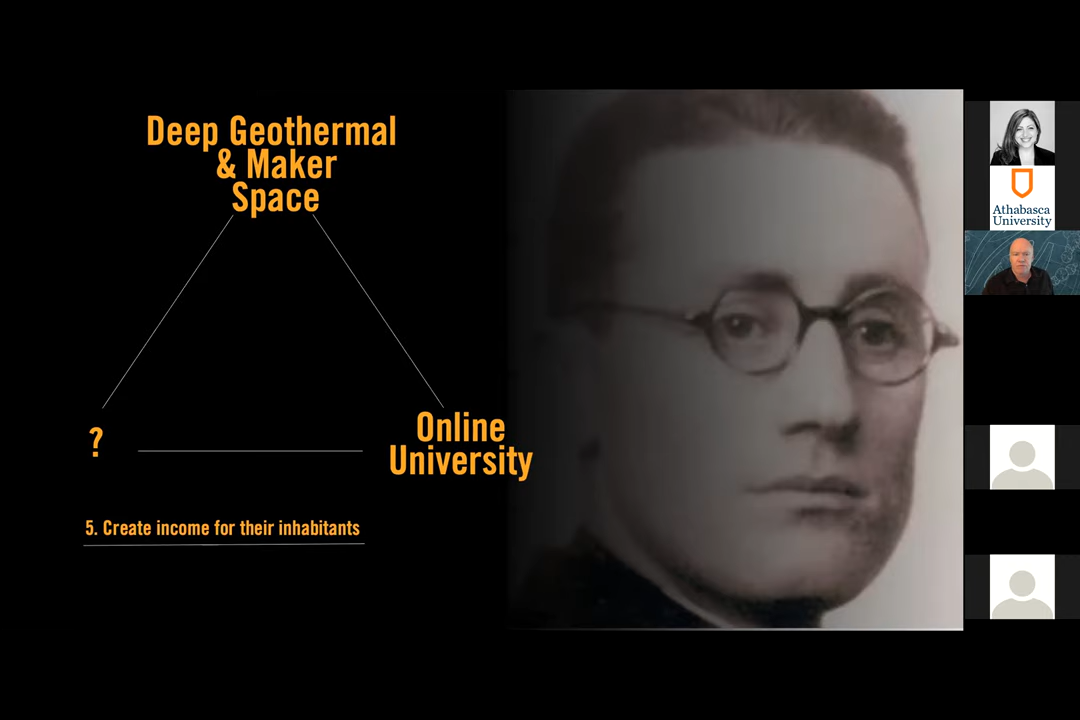 Deep Geothermal
& Maker
Space
?
Online
University
5. Create income for their inhabitants
Athabasca
University